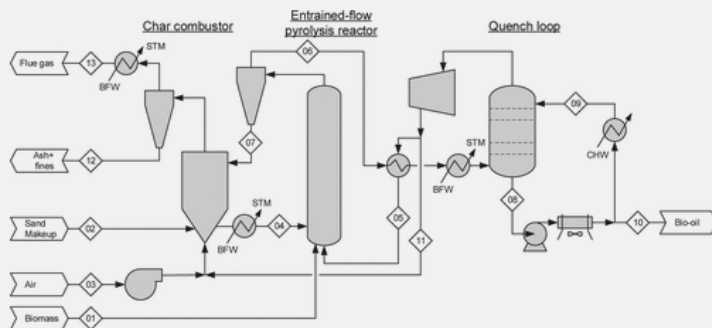 Char combustor
Entrained-flow
pyrolysis reactor
Quench loop
Flue gas
13
STM
BFW
06
07
09
CHW
Ash+
fines
12
STM
BFW
08
Sand
Makeup
02
STM
BFW
04
05
11
10
Bio-oil
Air
03
Biomass
01